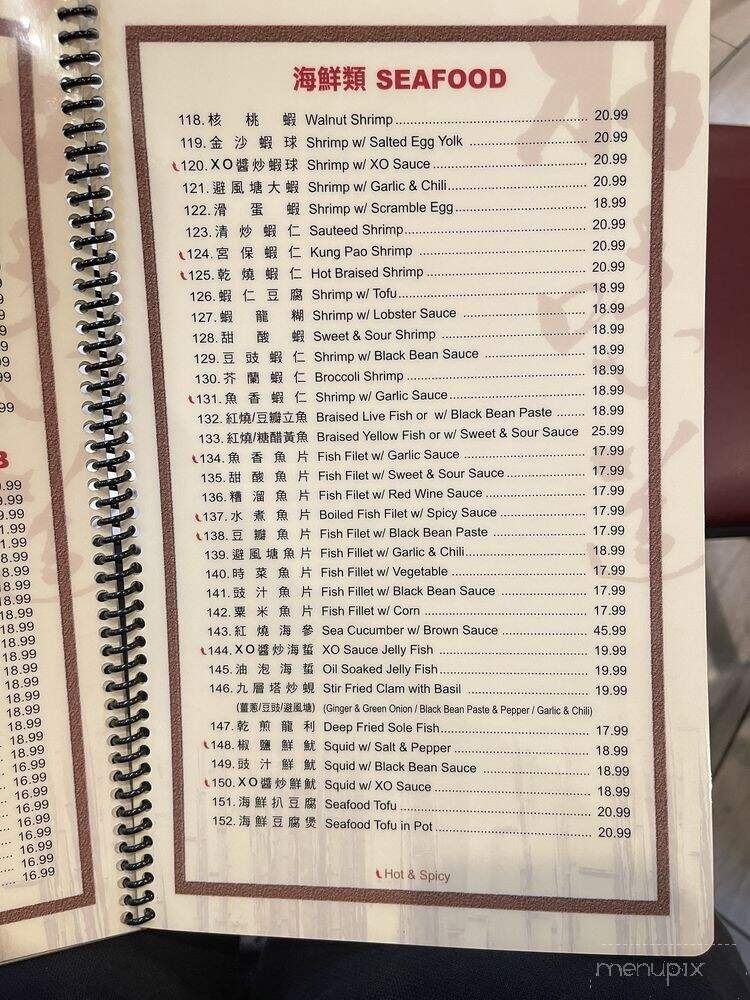 海鮮類 SEAFOOD
118. 核 桃 蝦 Walnut Shrimp 20.99
119. 金 沙 蝦 球 Shrimp w/ Salted Egg Yolk 20.99
120. XO醬炒蝦球 Shrimp w/ XO Sauce 20.99
121. 避風塘大蝦 Shrimp w/ Garlic & Chili 20.99
122. 滑 蛋 蝦 Shrimp w/ Scramble Egg 18.99
123. 清 炒 蝦 仁 Sauteed Shrimp 20.99
124. 宮 保 蝦 仁 Kung Pao Shrimp 20.99
125. 乾 燒 蝦 仁 Hot Braised Shrimp 20.99
126. 蝦 仁 豆 腐 Shrimp w/ Tofu 18.99
127. 蝦 龍 糊 Shrimp w/ Lobster Sauce 18.99
128. 甜 酸 蝦 Sweet & Sour Shrimp 18.99
129. 豆 豉 蝦 仁 Shrimp w/ Black Bean Sauce 18.99
130. 芥 蘭 蝦 仁 Broccoli Shrimp 18.99
131. 魚 香 蝦 仁 Shrimp w/ Garlic Sauce 18.99
132. 紅燒/豆瓣立魚 Braised Live Fish or w/ Black Bean Paste 18.99
133. 紅燒/糖醋黃魚 Braised Yellow Fish or w/ Sweet & Sour Sauce 25.99
134. 魚 香 魚 片 Fish Filet w/ Garlic Sauce 17.99
135. 甜 酸 魚 片 Fish Filet w/ Sweet & Sour Sauce 17.99
136. 糟 溜 魚 片 Fish Filet w/ Red Wine Sauce 17.99
137. 水 煮 魚 片 Boiled Fish Filet w/ Spicy Sauce 17.99
138. 豆 瓣 魚 片 Fish Filet w/ Black Bean Paste 17.99
139. 避風塘魚片 Fish Fillet w/ Garlic & Chili 18.99
140. 時 菜 魚 片 Fish Fillet w/ Vegetable 17.99
141. 豉 汁 魚 片 Fish Fillet w/ Black Bean Sauce 17.99
142. 粟 米 魚 片 Fish Fillet w/ Corn 17.99
143. 紅 燒 海 參 Sea Cucumber w/ Brown Sauce 45.99
144. XO醬炒海蜇 XO Sauce Jelly Fish 19.99
145. 油 泡 海 蜇 Oil Soaked Jelly Fish 19.99
146. 九層塔炒蜆 Stir Fried Clam with Basil 19.99
(薑蔥/豆豉/避風塘) (Ginger & Green Onion / Black Bean Paste & Pepper / Garlic & Chili)
147. 乾 煎 龍 利 Deep Fried Sole Fish 17.99
148. 椒 鹽 鮮 魷 Squid w/ Salt & Pepper 18.99
149. 豉 汁 鮮 魷 Squid w/ Black Bean Sauce 18.99
150. XO醬炒鮮魷 Squid w/ XO Sauce 18.99
151. 海鮮扒豆腐 Seafood Tofu 20.99
152. 海鮮豆腐煲 Seafood Tofu in Pot 20.99
Hot & Spicy
menupix